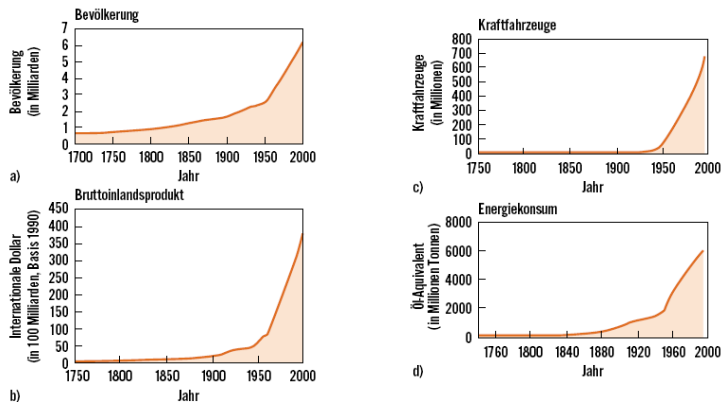 Bevölkerung
Bevölkerung
(in Milliarden)
7
6
5
4
3
2
1
0
1700 1750 1800 1850 1900 1950 2000
Jahr
a)
Bruttoinlandsprodukt
Internationale Dollar
(in 100 Milliarden, Basis 1990)
450
400
350
300
250
200
150
100
50
0
1750 1800 1850 1900 1950 2000
Jahr
b)
Kraftfahrzeuge
Kraftfahrzeuge
(in Millionen)
800
700
600
500
400
300
200
100
0
1750 1800 1850 1900 1950 2000
Jahr
c)
Energiekonsum
Öl-Aquivalent
(in Millionen Tonnen)
8000
6000
4000
2000
0
1760 1800 1840 1880 1920 1960 2000
Jahr
d)